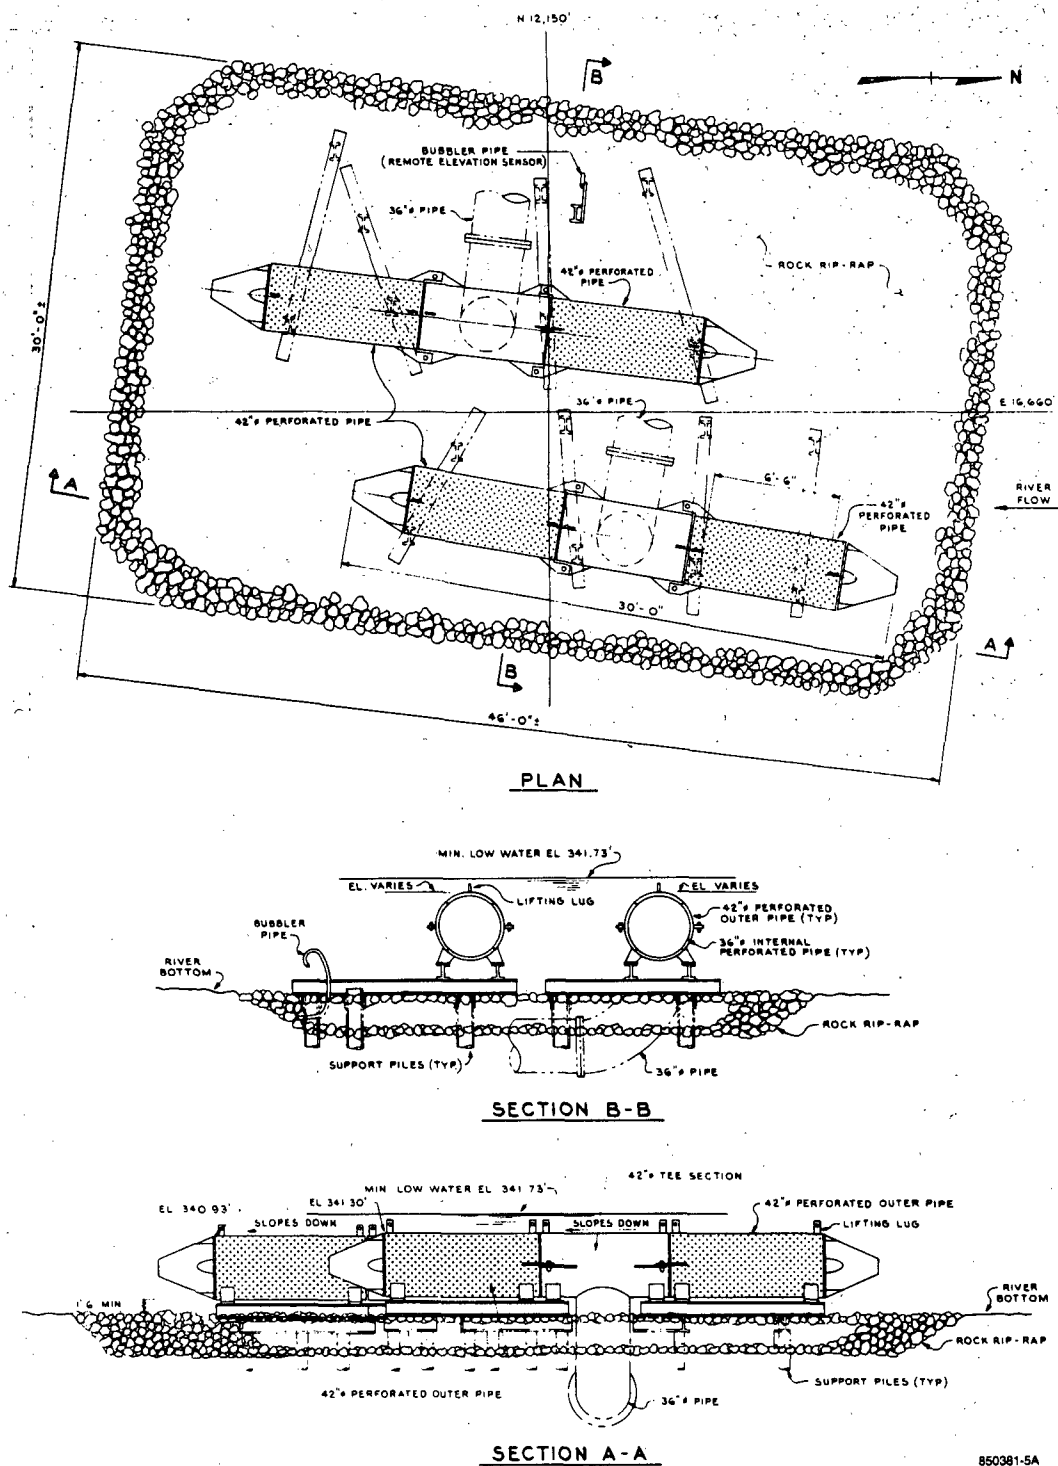 N 12,150'
B
N
BUBBLER PIPE
(REMOTE ELEVATION SENSOR)
36"ø PIPE
42"ø PERFORATED
PIPE
ROCK RIP-RAP
30'-0"±
36"ø PIPE
E 16,660'
42"ø PERFORATED PIPE
A
6'-6"
RIVER
FLOW
42"ø
PERFORATED
PIPE
30'-0"
A
B
46'-0"±
PLAN
MIN. LOW WATER EL 341.73'
EL. VARIES
EL VARIES
LIFTING LUG
42"ø PERFORATED
OUTER PIPE (TYP)
BUBBLER
PIPE
36"ø INTERNAL
PERFORATED PIPE (TYP)
RIVER
BOTTOM
ROCK RIP-RAP
SUPPORT PILES (TYP.)
36"ø PIPE
SECTION B-B
42"ø TEE SECTION
MIN. LOW WATER EL 341.73'
EL 340.93'
EL 341.30'
42"ø PERFORATED OUTER PIPE
SLOPES DOWN
SLOPES DOWN
LIFTING LUG
1'6 MIN
RIVER
BOTTOM
ROCK RIP-RAP
SUPPORT PILES (TYP)
42"ø PERFORATED OUTER PIPE
36"ø PIPE
SECTION A-A
850381-5A